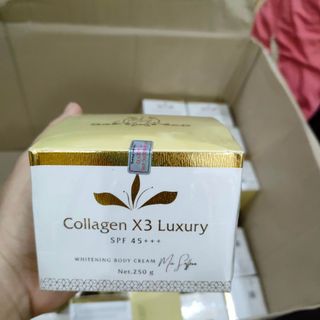 Collagen X3 Luxury
SPF 45+++
WHITENING BODY CREAM
Net.250 g